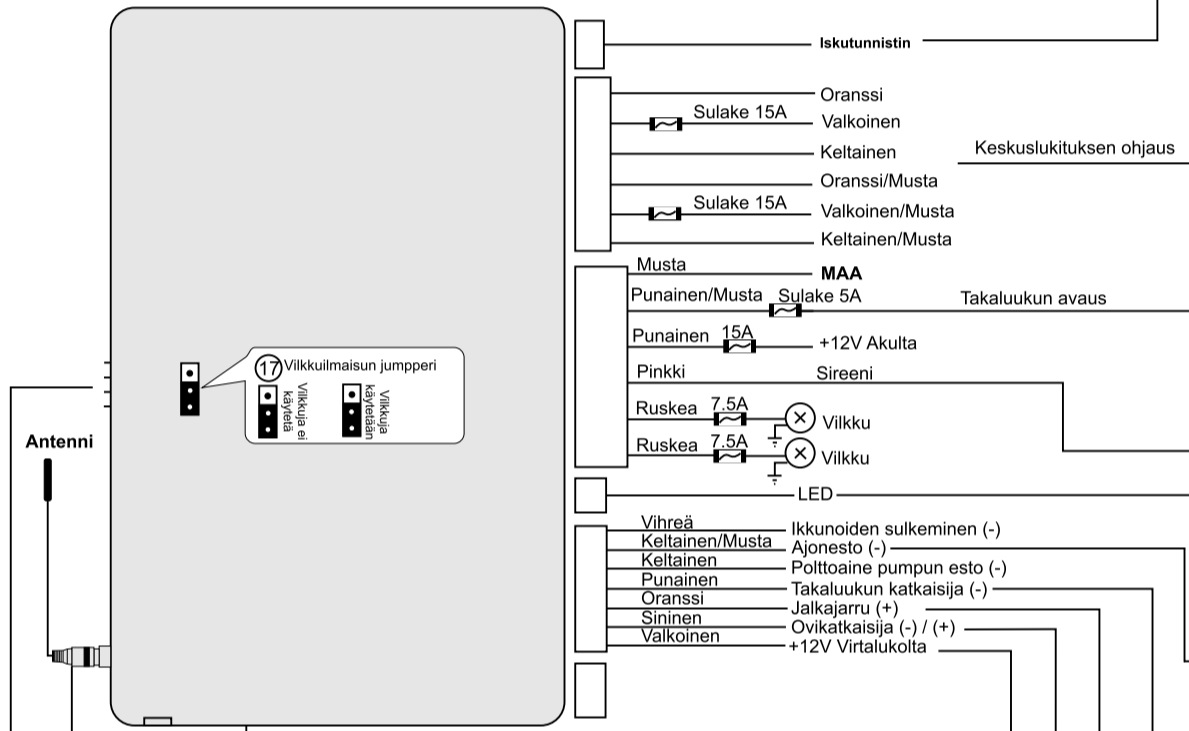 Iskutunnistin
Oranssi
Sulake 15A
Valkoinen
Keltainen
Keskuslukituksen ohjaus
Oranssi/Musta
Sulake 15A
Valkoinen/Musta
Keltainen/Musta
Musta
MAA
Punainen/Musta
Sulake 5A
Takaluukun avaus
Punainen
15A
+12V Akulta
Pinkki
Sireeni
Ruskea
7.5A
Vilkku
Ruskea
7.5A
Vilkku
LED
17 Vilkkuilmaisun jumpperi
Vilkkuja ei
käytetä
Vilkkuja
käytetään
Antenni
Vihreä
Ikkunoiden sulkeminen (-)
Keltainen/Musta
Ajonesto (-)
Keltainen
Polttoaine pumpun esto (-)
Punainen
Takaluukun katkaisija (-)
Oranssi
Jalkajarru (+)
Sininen
Ovikatkaisija (-) / (+)
Valkoinen
+12V Virtalukolta